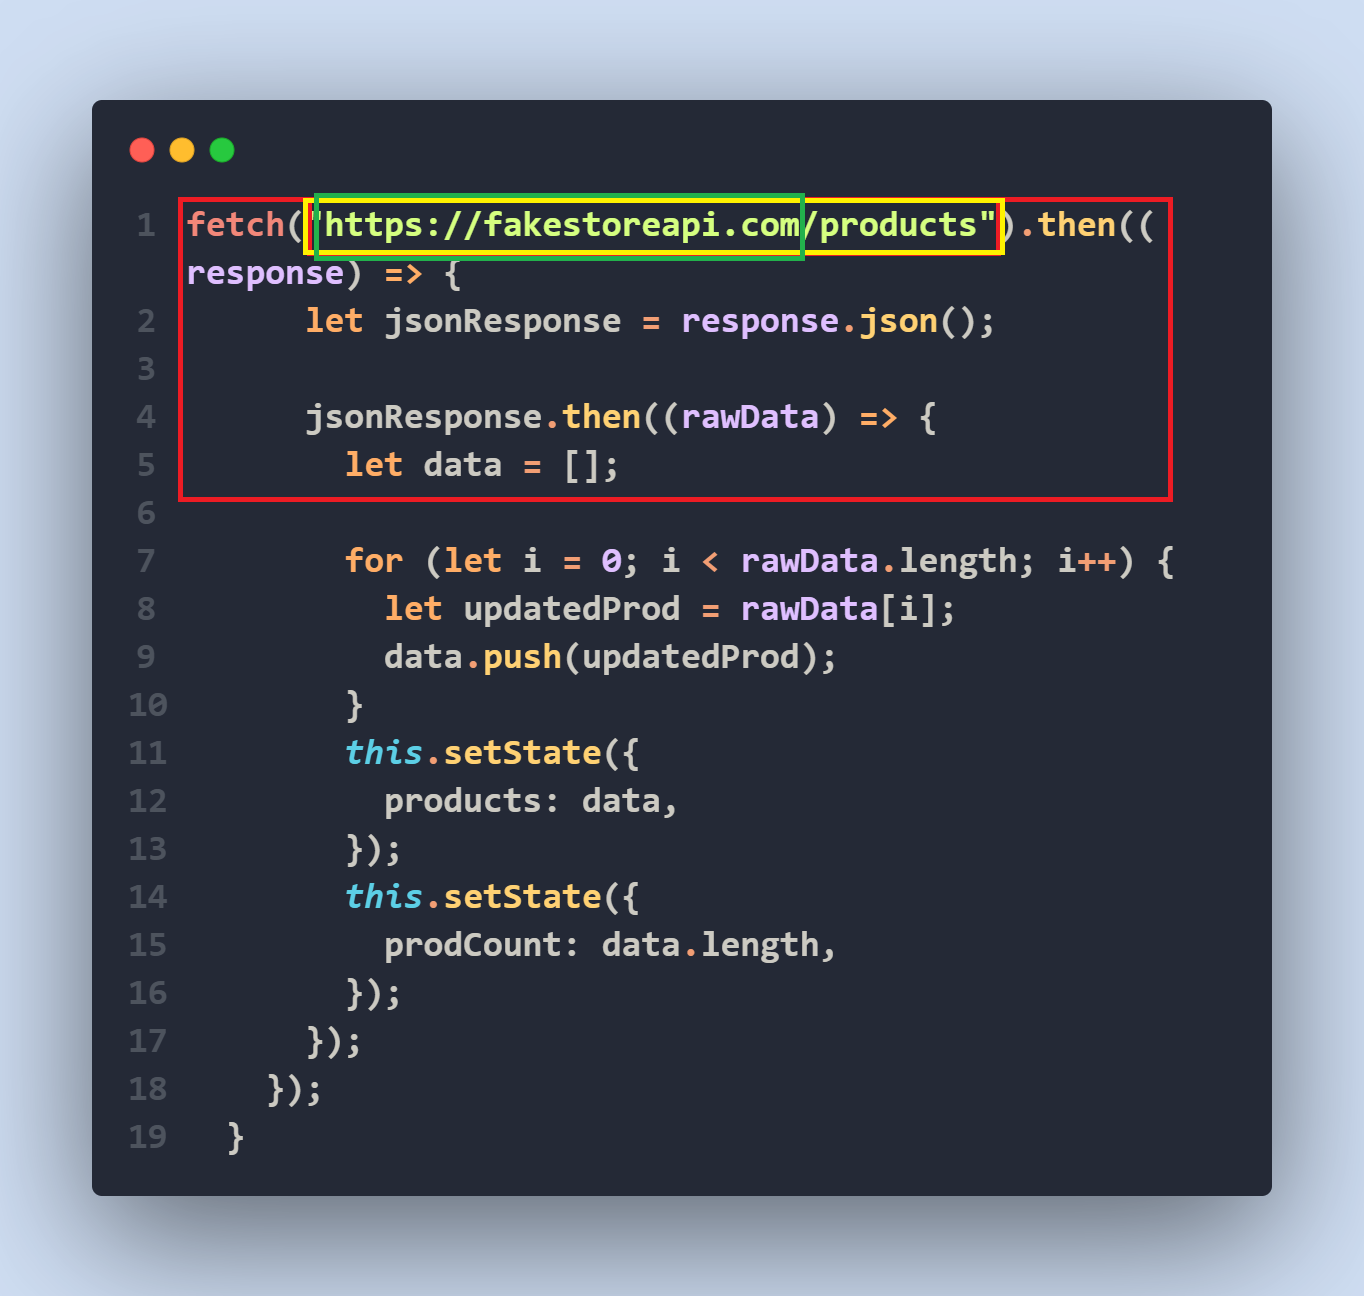 1 fetch("https://fakestoreapi.com/products").then((
response) => {
2 let jsonResponse = response.json();
3
4 jsonResponse.then((rawData) => {
5 let data = [];
6
7 for (let i = 0; i < rawData.length; i++) {
8 let updatedProd = rawData[i];
9 data.push(updatedProd);
10 }
11 this.setState({
12 products: data,
13 });
14 this.setState({
15 prodCount: data.length,
16 });
17 });
18 });
19 }